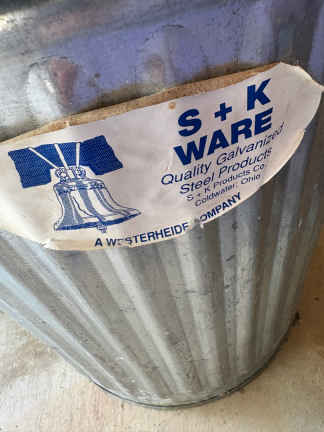 S + K
WARE
Quality Galvanized
Steel Products
S + K Products Co
Coldwater, Ohio
A WESTERHEIDE COMPANY